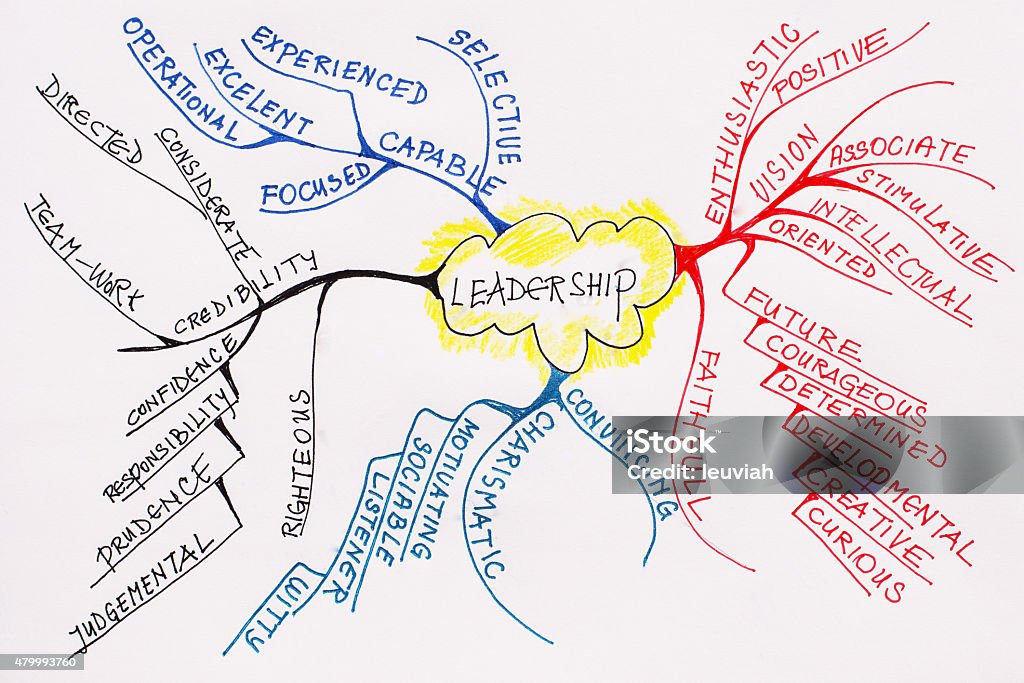 LEADERSHIP
SELECTIVE
CAPABLE
EXPERIENCED
EXCELENT
OPERATIONAL
FOCUSED
DIRECTED
CONSIDERATE
TEAM-WORK
CREDIBILITY
CONFIDENCE
RESPONSIBILITY
PRUDENCE
JUDGEMENTAL
RIGHTEOUS
ENTHUSIASTIC
POSITIVE
VISION
ASSOCIATE
STIMULATIVE
INTELLECTUAL
ORIENTED
FUTURE
COURAGEOUS
DETERMINED
DEVELOPMENTAL
CREATIVE
CURIOUS
FAITHFULL
CONVINCING
CHARISMATIC
MOTIVATING
SOCIABLE
LISTENER
WITTY
iStock™
Credit: leuviah
479993760